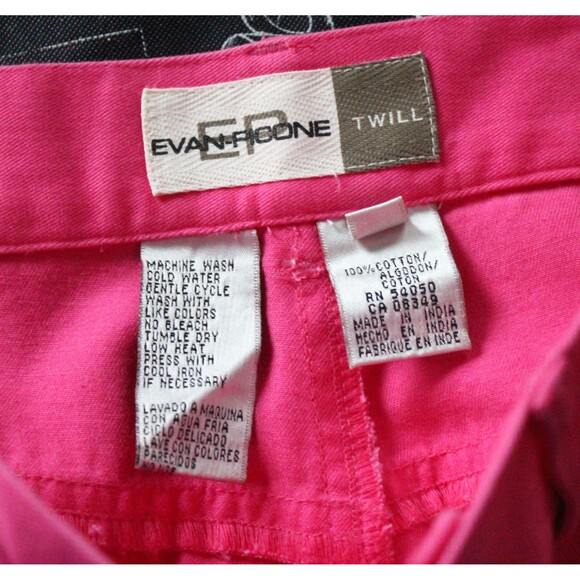 EP
EVAN-PICONE
TWILL
MACHINE WASH
COLD WATER
GENTLE CYCLE
WASH WITH
LIKE COLORS
NO BLEACH
TUMBLE DRY
LOW HEAT
PRESS WITH
COOL IRON
IF NECESSARY
LAVADO A MAQUINA
CON AGUA FRIA
CICLO DELICADO
LAVE CON COLORES
PARECIDOS
100% COTTON/
ALGODON/
COTON
RN 54050
CA 08349
MADE IN INDIA
HECHO EN INDIA
FABRIQUE EN INDE